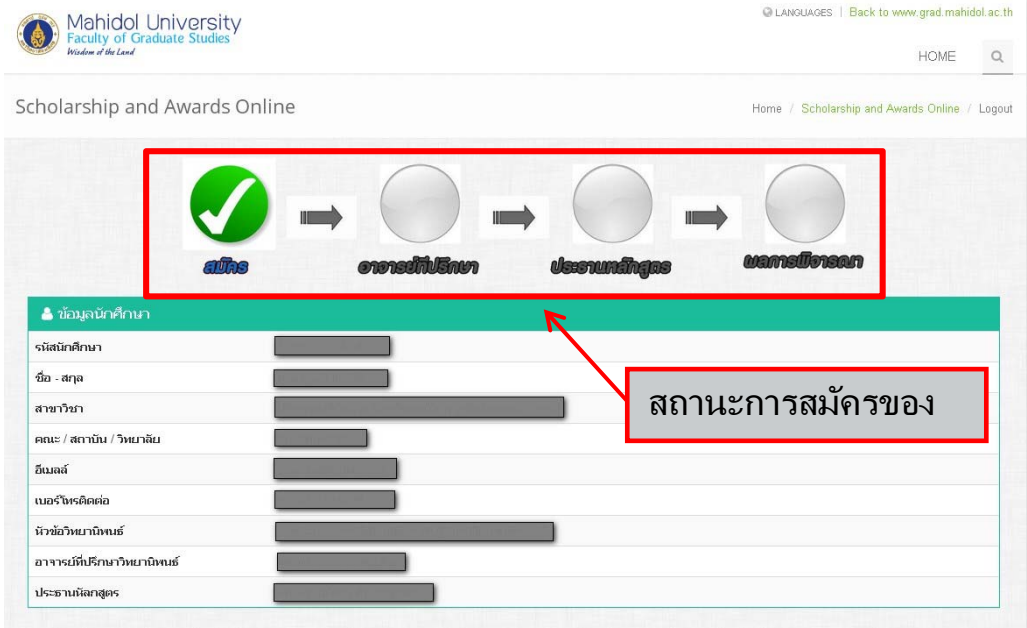 LANGUAGES | Back to www.grad.mahidol.ac.th
Mahidol University
Faculty of Graduate Studies
Wisdom of the Land
HOME
Scholarship and Awards Online
Home / Scholarship and Awards Online / Logout
สมัคร
อาจารย์ที่ปรึกษา
ประธานหลักสูตร
ผลการพิจารณา
ข้อมูลนักศึกษา
รหัสนักศึกษา
ชื่อ - สกุล
สาขาวิชา
คณะ / สถาบัน / วิทยาลัย
อีเมลล์
เบอร์โทรติดต่อ
หัวข้อวิทยานิพนธ์
อาจารย์ที่ปรึกษาวิทยานิพนธ์
ประธานหลักสูตร
สถานะการสมัครของ